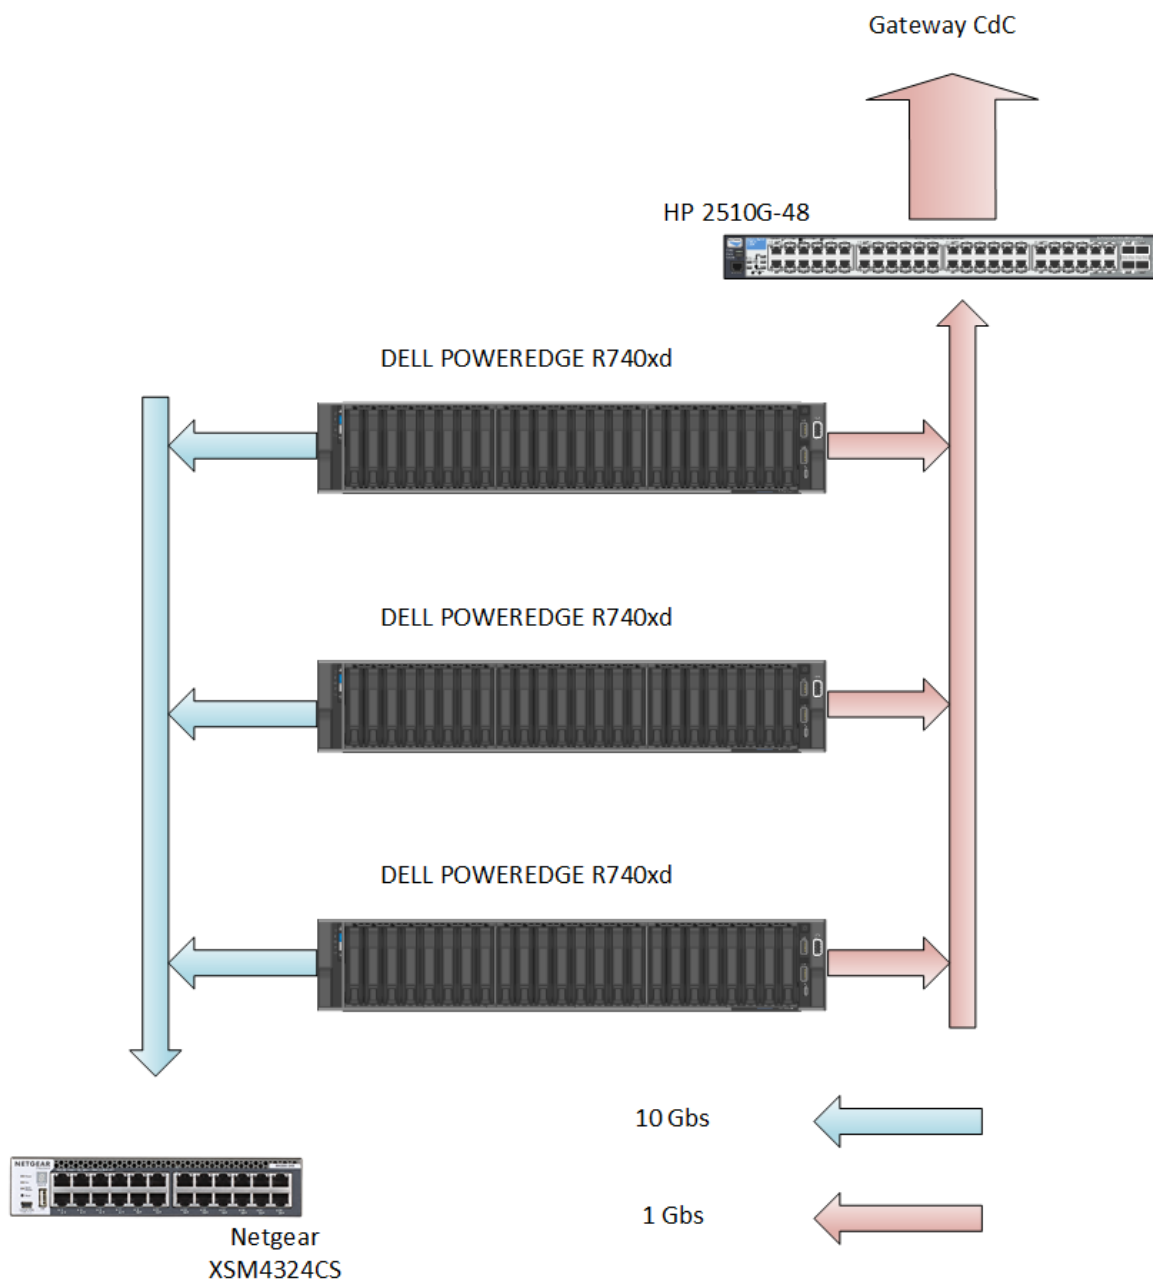 Gateway CdC
HP 2510G-48
DELL POWEREDGE R740xd
DELL POWEREDGE R740xd
DELL POWEREDGE R740xd
10 Gbs
1 Gbs
NETGEAR
Netgear
XSM4324CS